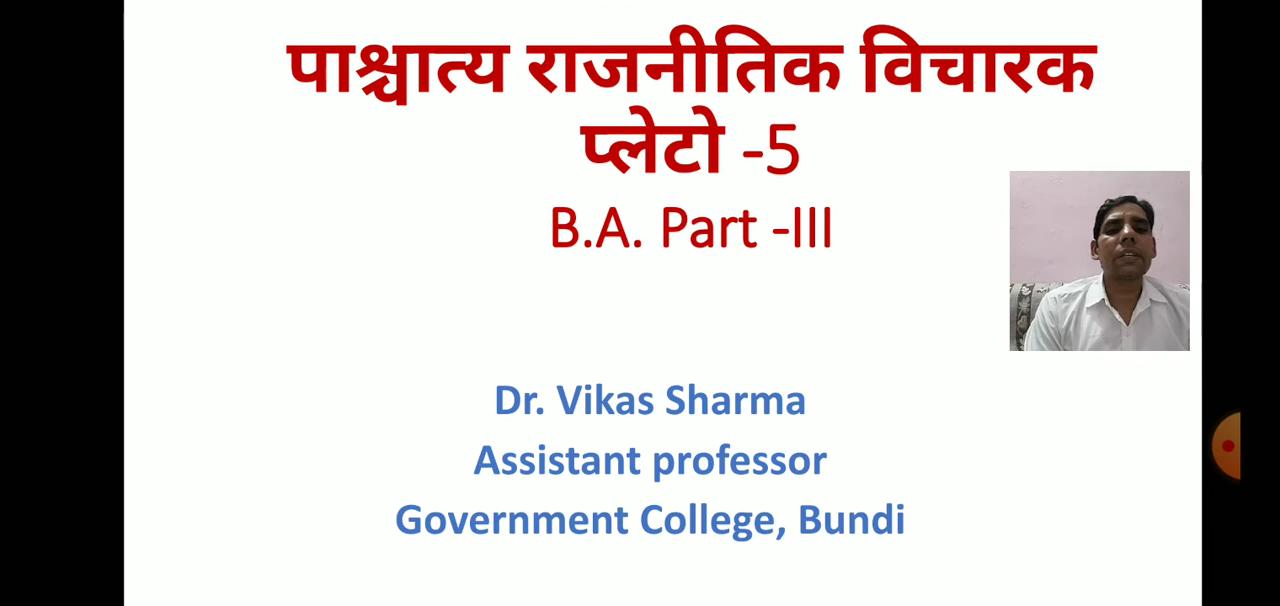 पाश्चात्य राजनीतिक विचारक
प्लेटो -5
B.A. Part -III
Dr. Vikas Sharma
Assistant professor
Government College, Bundi